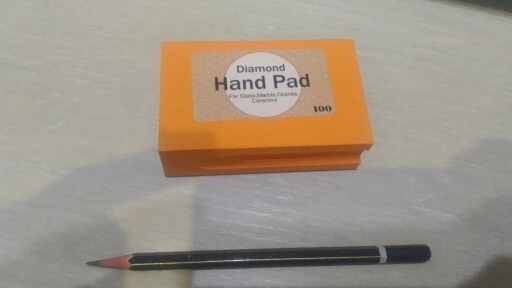 Diamond
Hand Pad
For Glass,Marble,Granite
Ceramics
100